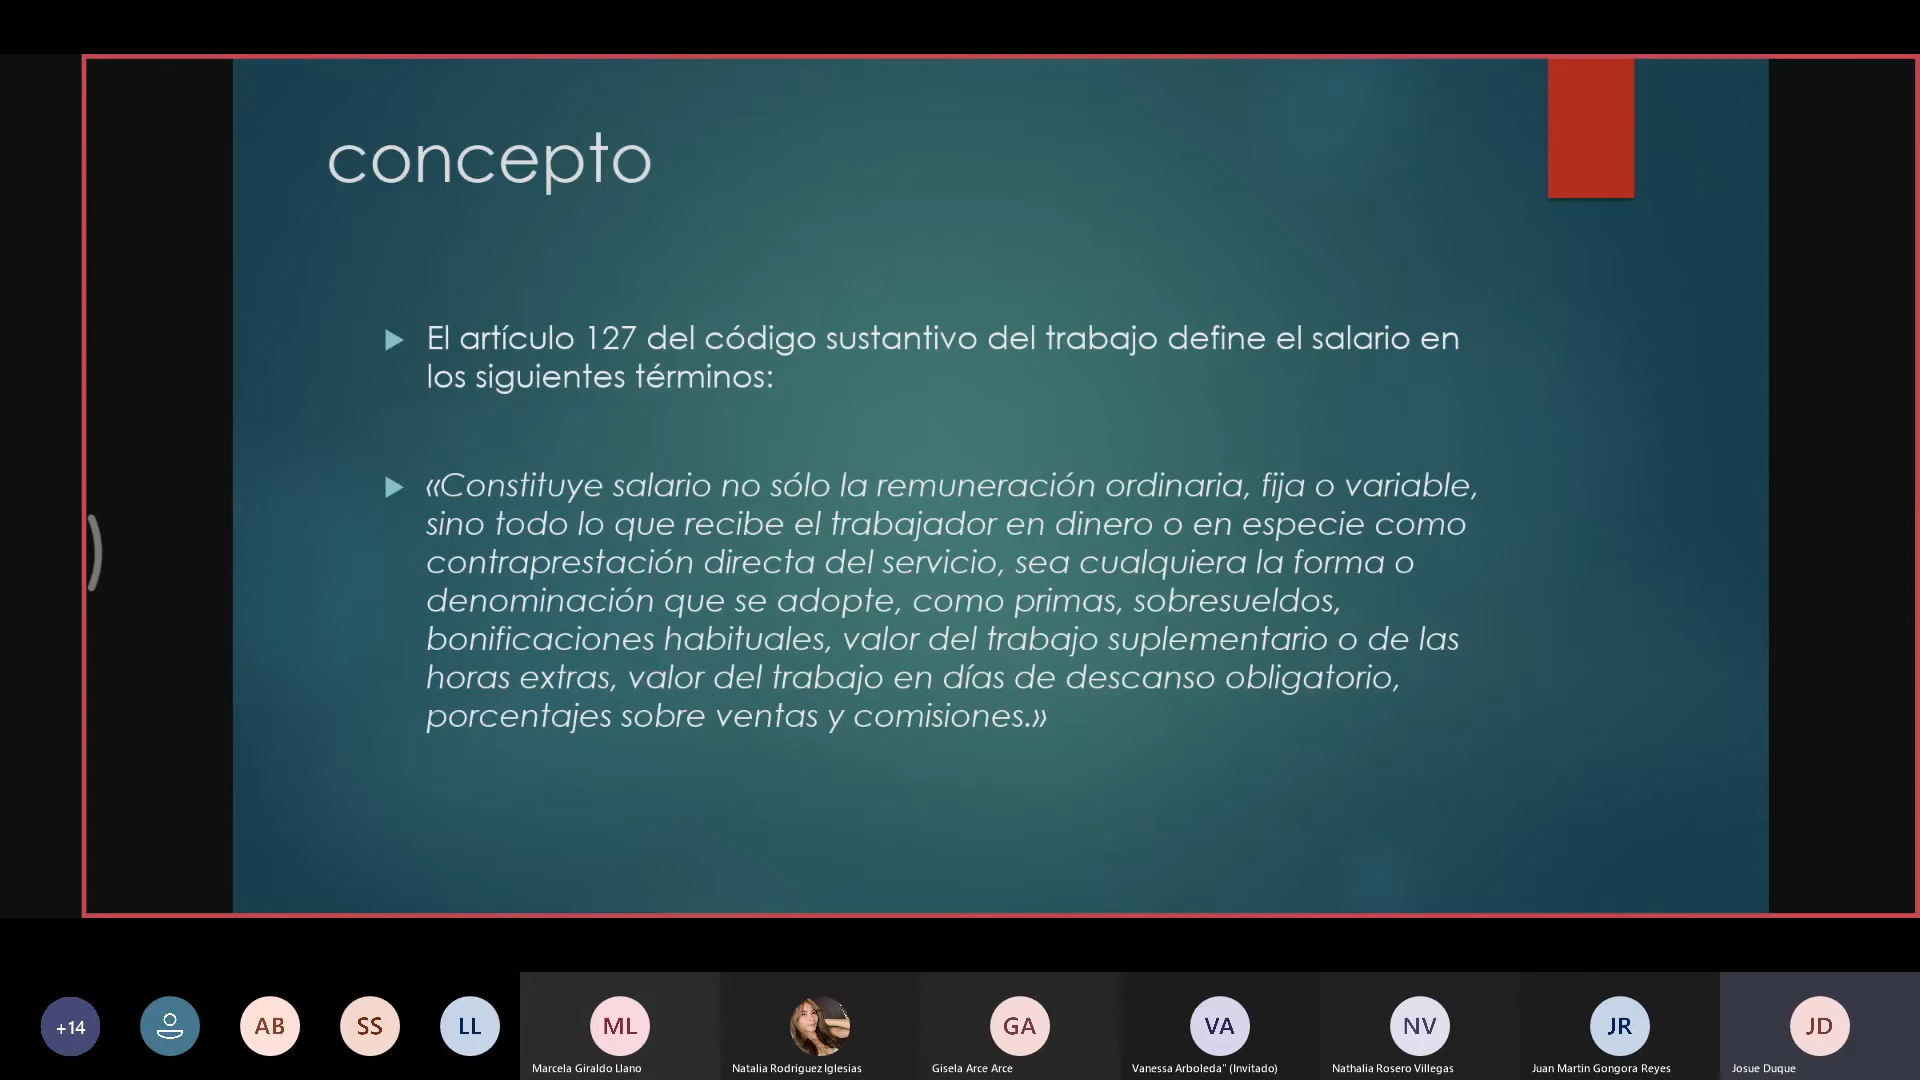 concepto
El artículo 127 del código sustantivo del trabajo define el salario en
los siguientes términos:
«Constituye salario no sólo la remuneración ordinaria, fija o variable,
sino todo lo que recibe el trabajador en dinero o en especie como
contraprestación directa del servicio, sea cualquiera la forma o
denominación que se adopte, como primas, sobresueldos,
bonificaciones habituales, valor del trabajo suplementario o de las
horas extras, valor del trabajo en días de descanso obligatorio,
porcentajes sobre ventas y comisiones.»
+14
AB
SS
LL
ML
Marcela Giraldo Llano
Natalia Rodriguez Iglesias
GA
Gisela Arce Arce
VA
Vanessa Arboleda" (Invitado)
NV
Nathalia Rosero Villegas
JR
Juan Martin Gongora Reyes
JD
Josue Duque